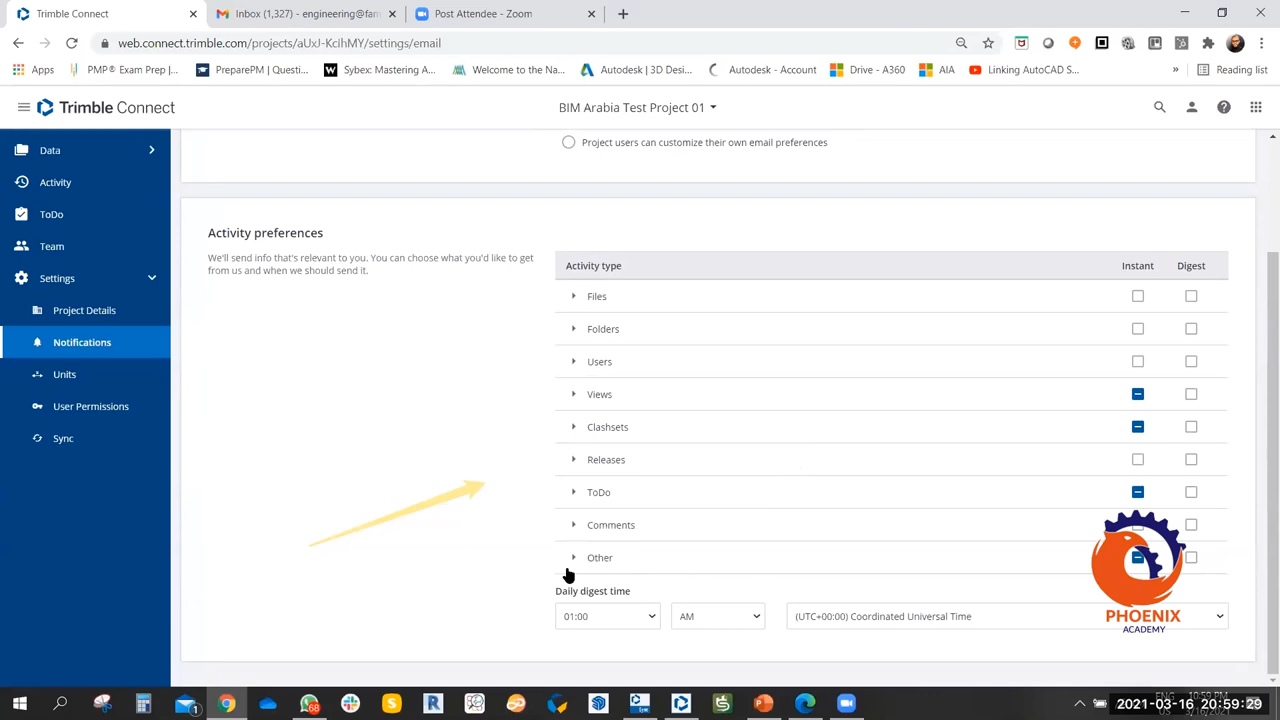 Trimble Connect
Inbox (1,327) - engineering@fam
Post Attendee - Zoom
web.connect.trimble.com/projects/aUxJ-KcihMY/settings/email
Apps
PMP® Exam Prep |...
PreparePM | Questi...
Sybex: Mastering A...
Welcome to the Na...
Autodesk | 3D Desi...
Autodesk - Account
Drive - A360
AIA
Linking AutoCAD S...
»
Reading list
Trimble Connect
BIM Arabia Test Project 01
Data
Activity
ToDo
Team
Settings
Project Details
Notifications
Units
User Permissions
Sync
Project users can customize their own email preferences
Activity preferences
We'll send info that's relevant to you. You can choose what you'd like to get
from us and when we should send it.
Activity type Instant Digest
Files
Folders
Users
Views
Clashsets
Releases
ToDo
Comments
Other
Daily digest time
01:00 AM (UTC+00:00) Coordinated Universal Time
PHOENIX
ACADEMY
68
ENG
10:59 PM
2021-03-16 20:59:29